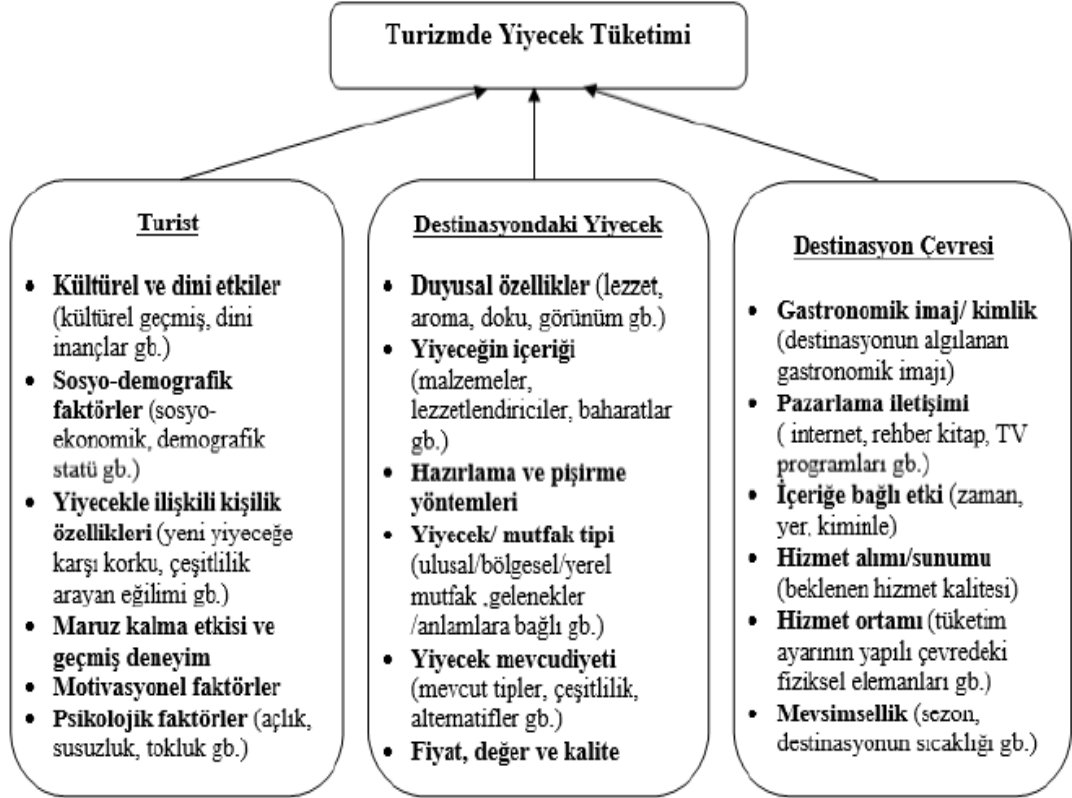 Turizmde Yiyecek Tüketimi
Turist
• Kültürel ve dini etkiler
(kültürel geçmiş, dini
inançlar gb.)
• Sosyo-demografik
faktörler (sosyo-
ekonomik, demografik
statü gb.)
• Yiyecekle ilişkili kişilik
özellikleri (yeni yiyeceğe
karşı korku, çeşitlilik
arayan eğilimi gb.)
• Maruz kalma etkisi ve
geçmiş deneyim
• Motivasyonel faktörler
• Psikolojik faktörler (açlık,
susuzluk, tokluk gb.)
Destinasyondaki Yiyecek
• Duyusal özellikler (lezzet,
aroma, doku, görünüm gb.)
• Yiyeceğin içeriği
(malzemeler,
lezzetlendiriciler, baharatlar
gb.)
• Hazırlama ve pişirme
yöntemleri
• Yiyecek/ mutfak tipi
(ulusal/bölgesel/yerel
mutfak ,gelenekler
/anlamlara bağlı gb.)
• Yiyecek mevcudiyeti
(mevcut tipler, çeşitlilik,
alternatifler gb.)
• Fiyat, değer ve kalite
Destinasyon Çevresi
• Gastronomik imaj/ kimlik
(destinasyonun algılanan
gastronomik imajı)
• Pazarlama iletişimi
( internet, rehber kitap, TV
programları gb.)
• İçeriğe bağlı etki (zaman,
yer, kiminle)
• Hizmet alımı/sunumu
(beklenen hizmet kalitesi)
• Hizmet ortamı (tüketim
ayarının yapılı çevredeki
fiziksel elemanları gb.)
• Mevsimsellik (sezon,
destinasyonun sıcaklığı gb.)